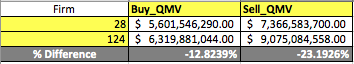 Firm Buy_QMV Sell_QMV
28 $ 5,601,546,290.00 $ 7,366,583,700.00
124 $ 6,319,881,044.00 $ 9,075,084,558.00
% Difference -12.8239% -23.1926%